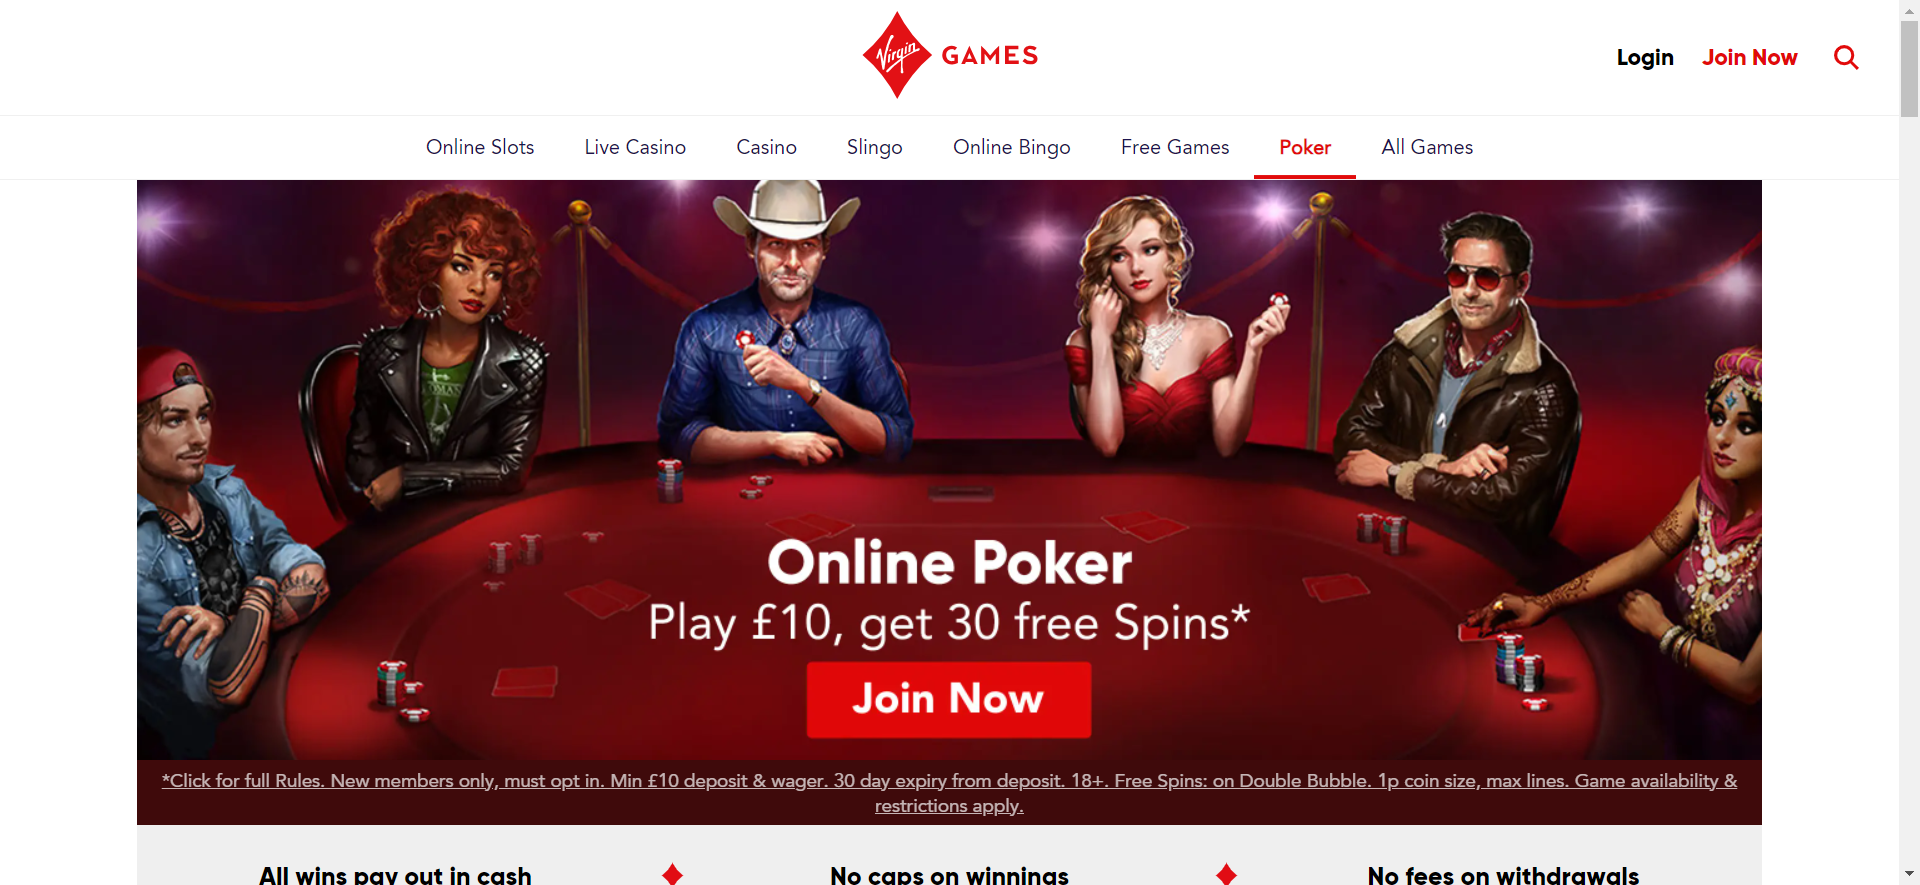 Virgin GAMES
Login
Join Now
Online Slots
Live Casino
Casino
Slingo
Online Bingo
Free Games
Poker
All Games
Online Poker
Play £10, get 30 free Spins*
Join Now
*Click for full Rules. New members only, must opt in. Min £10 deposit & wager. 30 day expiry from deposit. 18+. Free Spins: on Double Bubble. 1p coin size, max lines. Game availability &
restrictions apply.
All wins pay out in cash
No caps on winnings
No fees on withdrawals